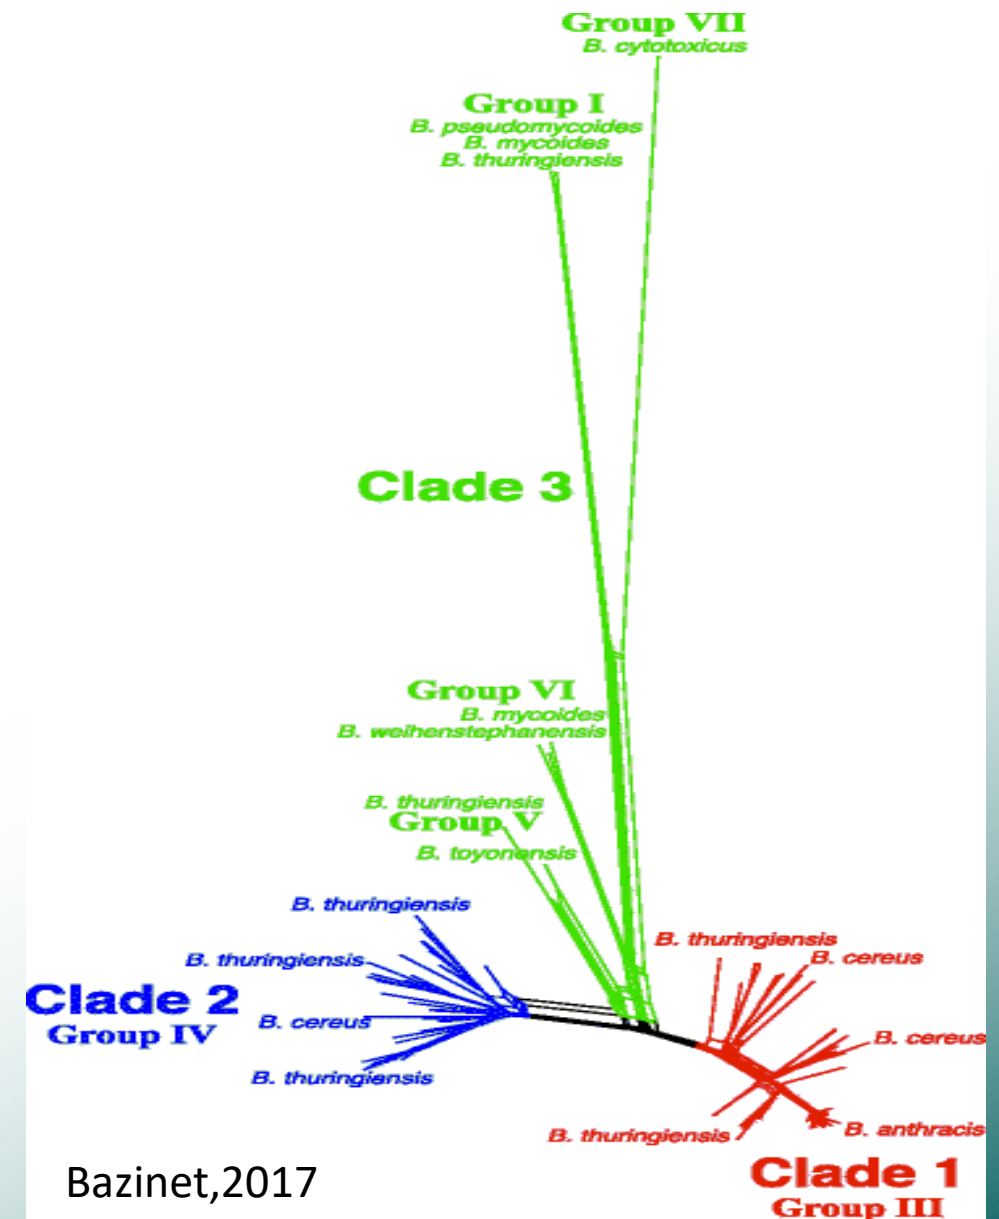 Group VII
B. cytotoxicus
Group I
B. pseudomycoides
B. mycoides
B. thuringiensis
Clade 3
Group VI
B. mycoides
B. weihenstephanensis
B. thuringiensis
Group V
B. toyonensis
B. thuringiensis
B. thuringiensis
Clade 2
Group IV
B. cereus
B. thuringiensis
B. thuringiensis
B. cereus
B. cereus
B. anthracis
B. thuringiensis
Clade 1
Group III
Bazinet,2017